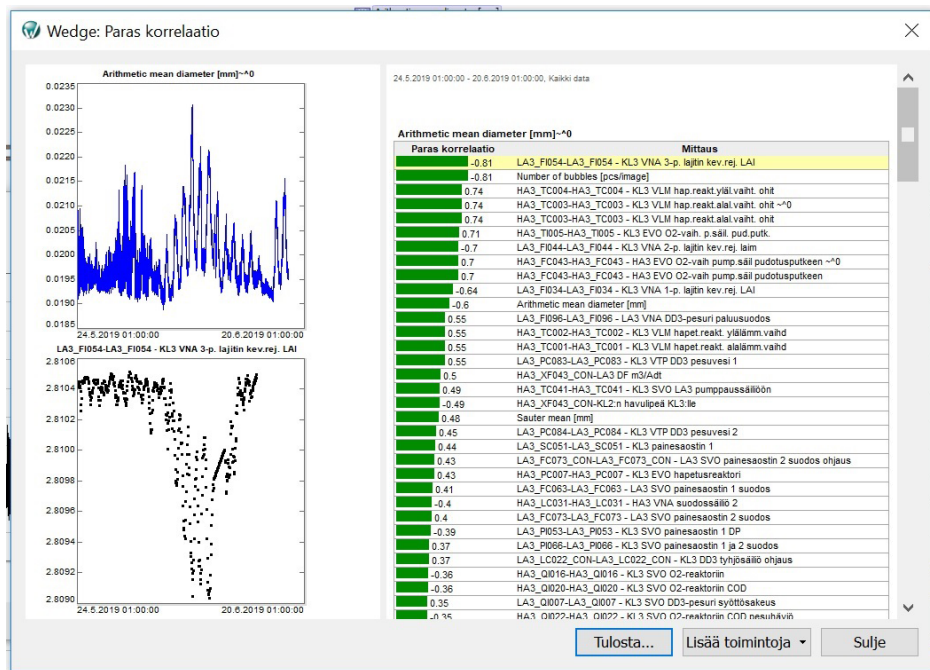 Wedge: Paras korrelaatio
Arithmetic mean diameter [mm]~^0
0.0235
0.0230
0.0225
0.0220
0.0215
0.0210
0.0205
0.0200
0.0195
0.0190
0.0185
24.5.2019 01:00:00 20.6.2019 01:00:00
LA3_FI054-LA3_FI054 - KL3 VNA 3-p. lajitin kev.rej. LAI
2.8106
2.8104
2.8102
2.8100
2.8098
2.8096
2.8094
2.8092
2.8090
24.5.2019 01:00:00 20.6.2019 01:00:00
24.5.2019 01:00:00 - 20.6.2019 01:00:00, Kaikki data
Arithmetic mean diameter [mm]~^0
Paras korrelaatio Mittaus
-0.81 LA3_FI054-LA3_FI054 - KL3 VNA 3-p. lajitin kev.rej. LAI
-0.81 Number of bubbles [pcs/image]
0.74 HA3_TC004-HA3_TC004 - KL3 VLM hap.reakt.yläl.vaiht. ohit
0.74 HA3_TC003-HA3_TC003 - KL3 VLM hap.reakt.alal.vaiht. ohit ~^0
0.74 HA3_TC003-HA3_TC003 - KL3 VLM hap.reakt.alal.vaiht. ohit
0.71 HA3_TI005-HA3_TI005 - KL3 EVO O2-vaih. p.säil. pud.putk.
-0.7 LA3_FI044-LA3_FI044 - KL3 VNA 2-p. lajitin kev.rej. laim
0.7 HA3_FC043-HA3_FC043 - HA3 EVO O2-vaih pump.säil pudotusputkeen ~^0
0.7 HA3_FC043-HA3_FC043 - HA3 EVO O2-vaih pump.säil pudotusputkeen
-0.64 LA3_FI034-LA3_FI034 - KL3 VNA 1-p. lajitin kev.rej. LAI
-0.6 Arithmetic mean diameter [mm]
0.55 LA3_FI096-LA3_FI096 - LA3 VNA DD3-pesuri paluusuodos
0.55 HA3_TC002-HA3_TC002 - KL3 VLM hapet.reakt. ylälämm.vaihd
0.55 HA3_TC001-HA3_TC001 - KL3 VLM hapet.reakt. alalämm.vaihd
0.55 LA3_PC083-LA3_PC083 - KL3 VTP DD3 pesuvesi 1
0.5 HA3_XF043_CON-LA3 DF m3/Adt
0.49 HA3_TC041-HA3_TC041 - KL3 SVO LA3 pumppaussäiliöön
-0.49 HA3_XF043_CON-KL2:n havulipeä KL3:lle
0.48 Sauter mean [mm]
0.45 LA3_PC084-LA3_PC084 - KL3 VTP DD3 pesuvesi 2
0.44 LA3_SC051-LA3_SC051 - KL3 painesaostin 1
0.43 LA3_FC073_CON-LA3_FC073_CON - LA3 SVO painesaostin 2 suodos ohjaus
0.43 HA3_PC007-HA3_PC007 - KL3 EVO hapetusreaktori
0.41 LA3_FC063-LA3_FC063 - LA3 SVO painesaostin 1 suodos
-0.4 HA3_LC031-HA3_LC031 - HA3 VNA suodossäiliö 2
0.4 LA3_FC073-LA3_FC073 - LA3 SVO painesaostin 2 suodos
-0.39 LA3_PI053-LA3_PI053 - KL3 SVO painesaostin 1 DP
0.37 LA3_PI066-LA3_PI066 - KL3 SVO painesaostin 1 ja 2 suodos
0.37 LA3_LC022_CON-LA3_LC022_CON - KL3 DD3 tyhjösäiliö ohjaus
-0.36 HA3_QI016-HA3_QI016 - KL3 SVO O2-reaktoriin
-0.36 HA3_QI020-HA3_QI020 - KL3 SVO O2-reaktoriin COD
0.35 LA3_QI007-LA3_QI007 - KL3 SVO DD3-pesuri syöttösakeus
-0.35 HA3_QI022-HA3_QI022 - KL3 SVO O2-reaktoriin COD pesuhäviö
Tulosta... Lisää toimintoja Sulje